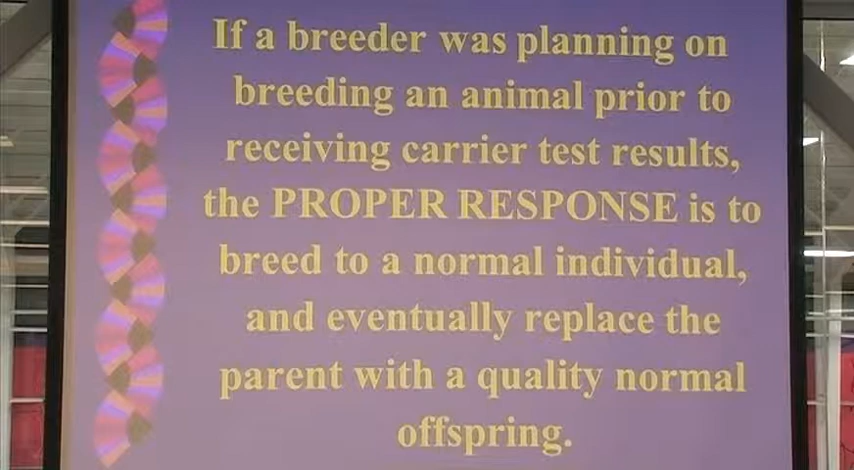 If a breeder was planning on
breeding an animal prior to
receiving carrier test results,
the PROPER RESPONSE is to
breed to a normal individual,
and eventually replace the
parent with a quality normal
offspring.